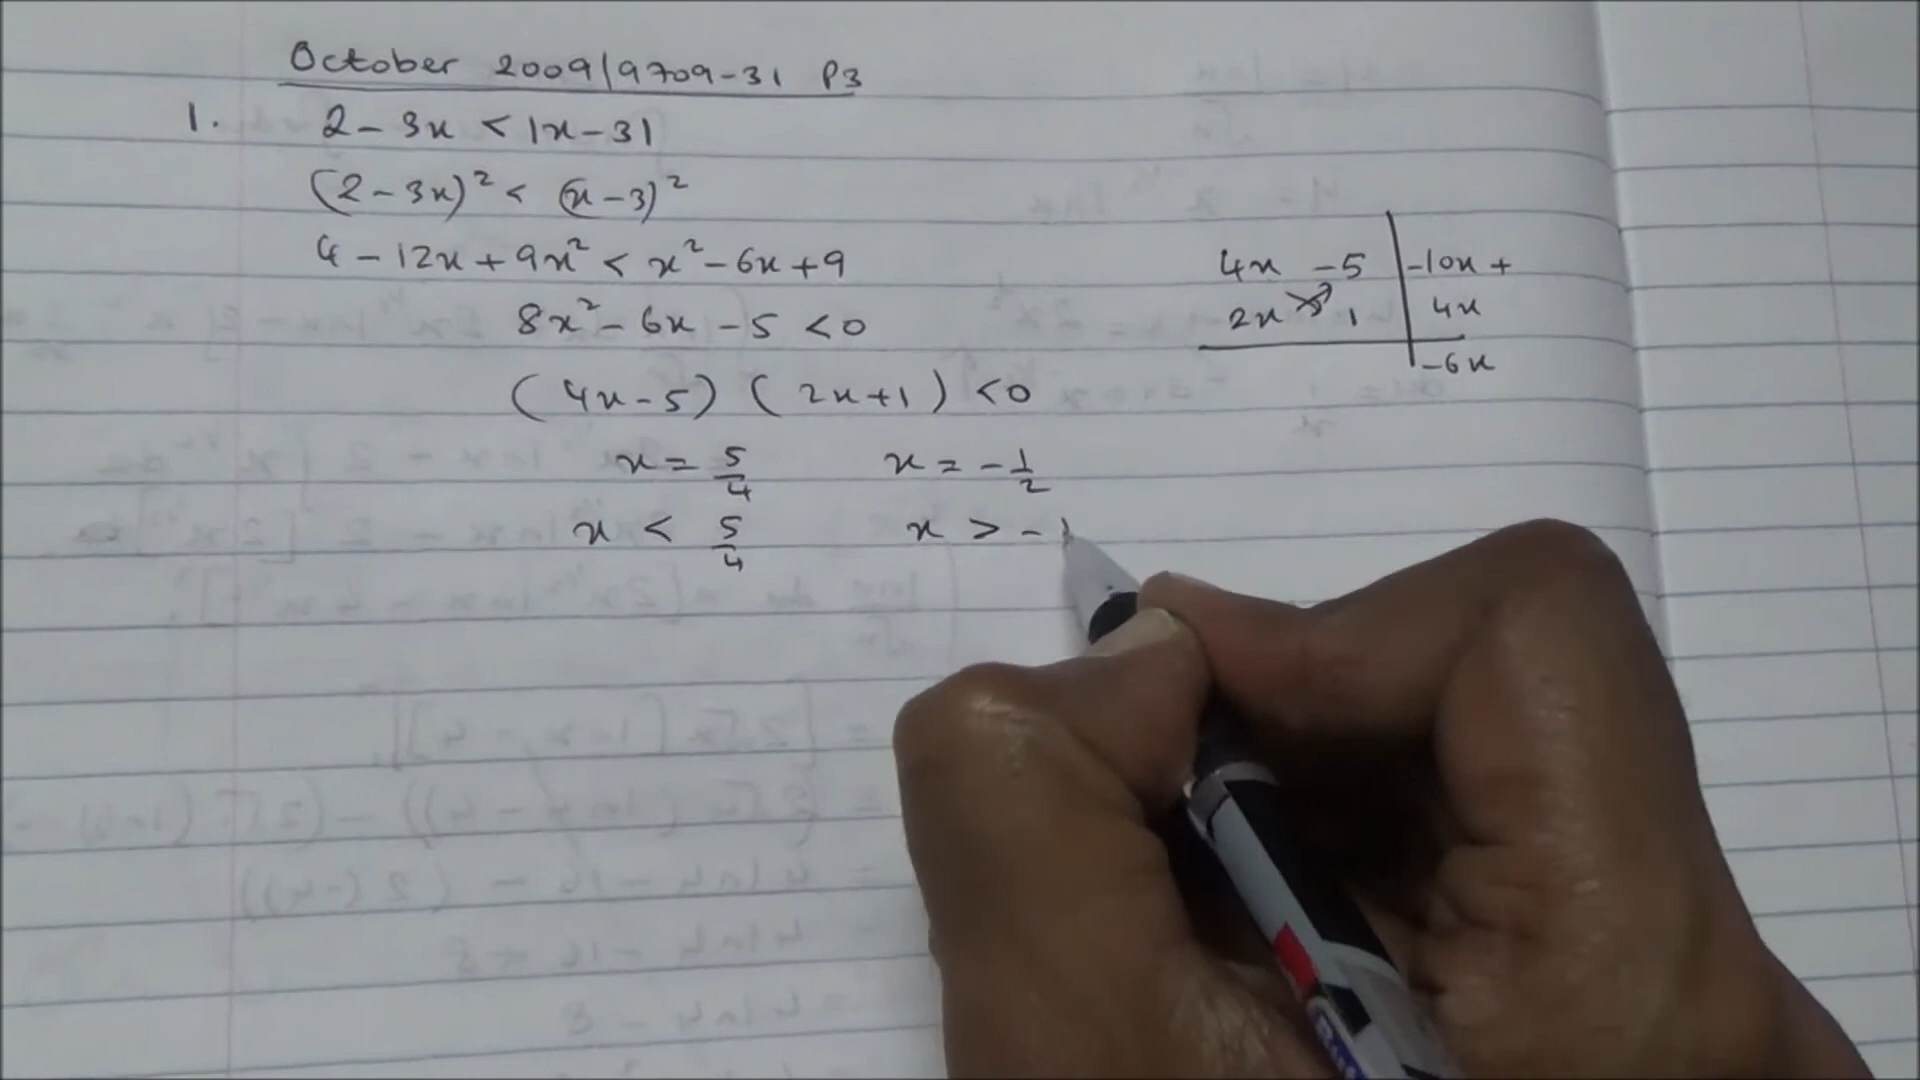 October 2009/9709-31 P3
1. 2 - 3x < |x - 3|
(2 - 3x)² < (x - 3)²
4 - 12x + 9x² < x² - 6x + 9
8x² - 6x - 5 < 0
(4x - 5) (2x + 1) < 0
x = 5/4 x = -1/2
x < 5/4 x > - 1
4x -5 | -10x +
2x 1 | 4x
-6x